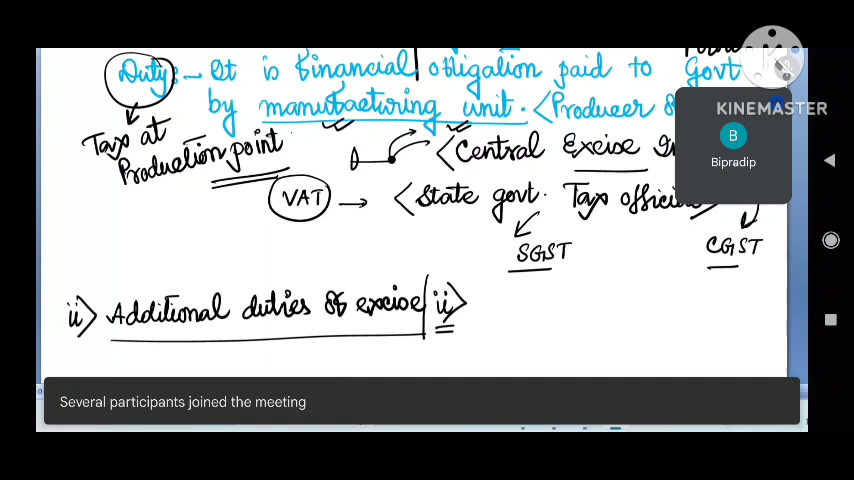 Duty:- It is financial obligation paid to Govt
by manufacturing unit. <Producer
KINEMASTER
B
Bipradip
Tax at
Production point
<Central Excise
VAT → <State govt. Tax
SGST
CGST
ii> Additional duties of excise ii>
Several participants joined the meeting